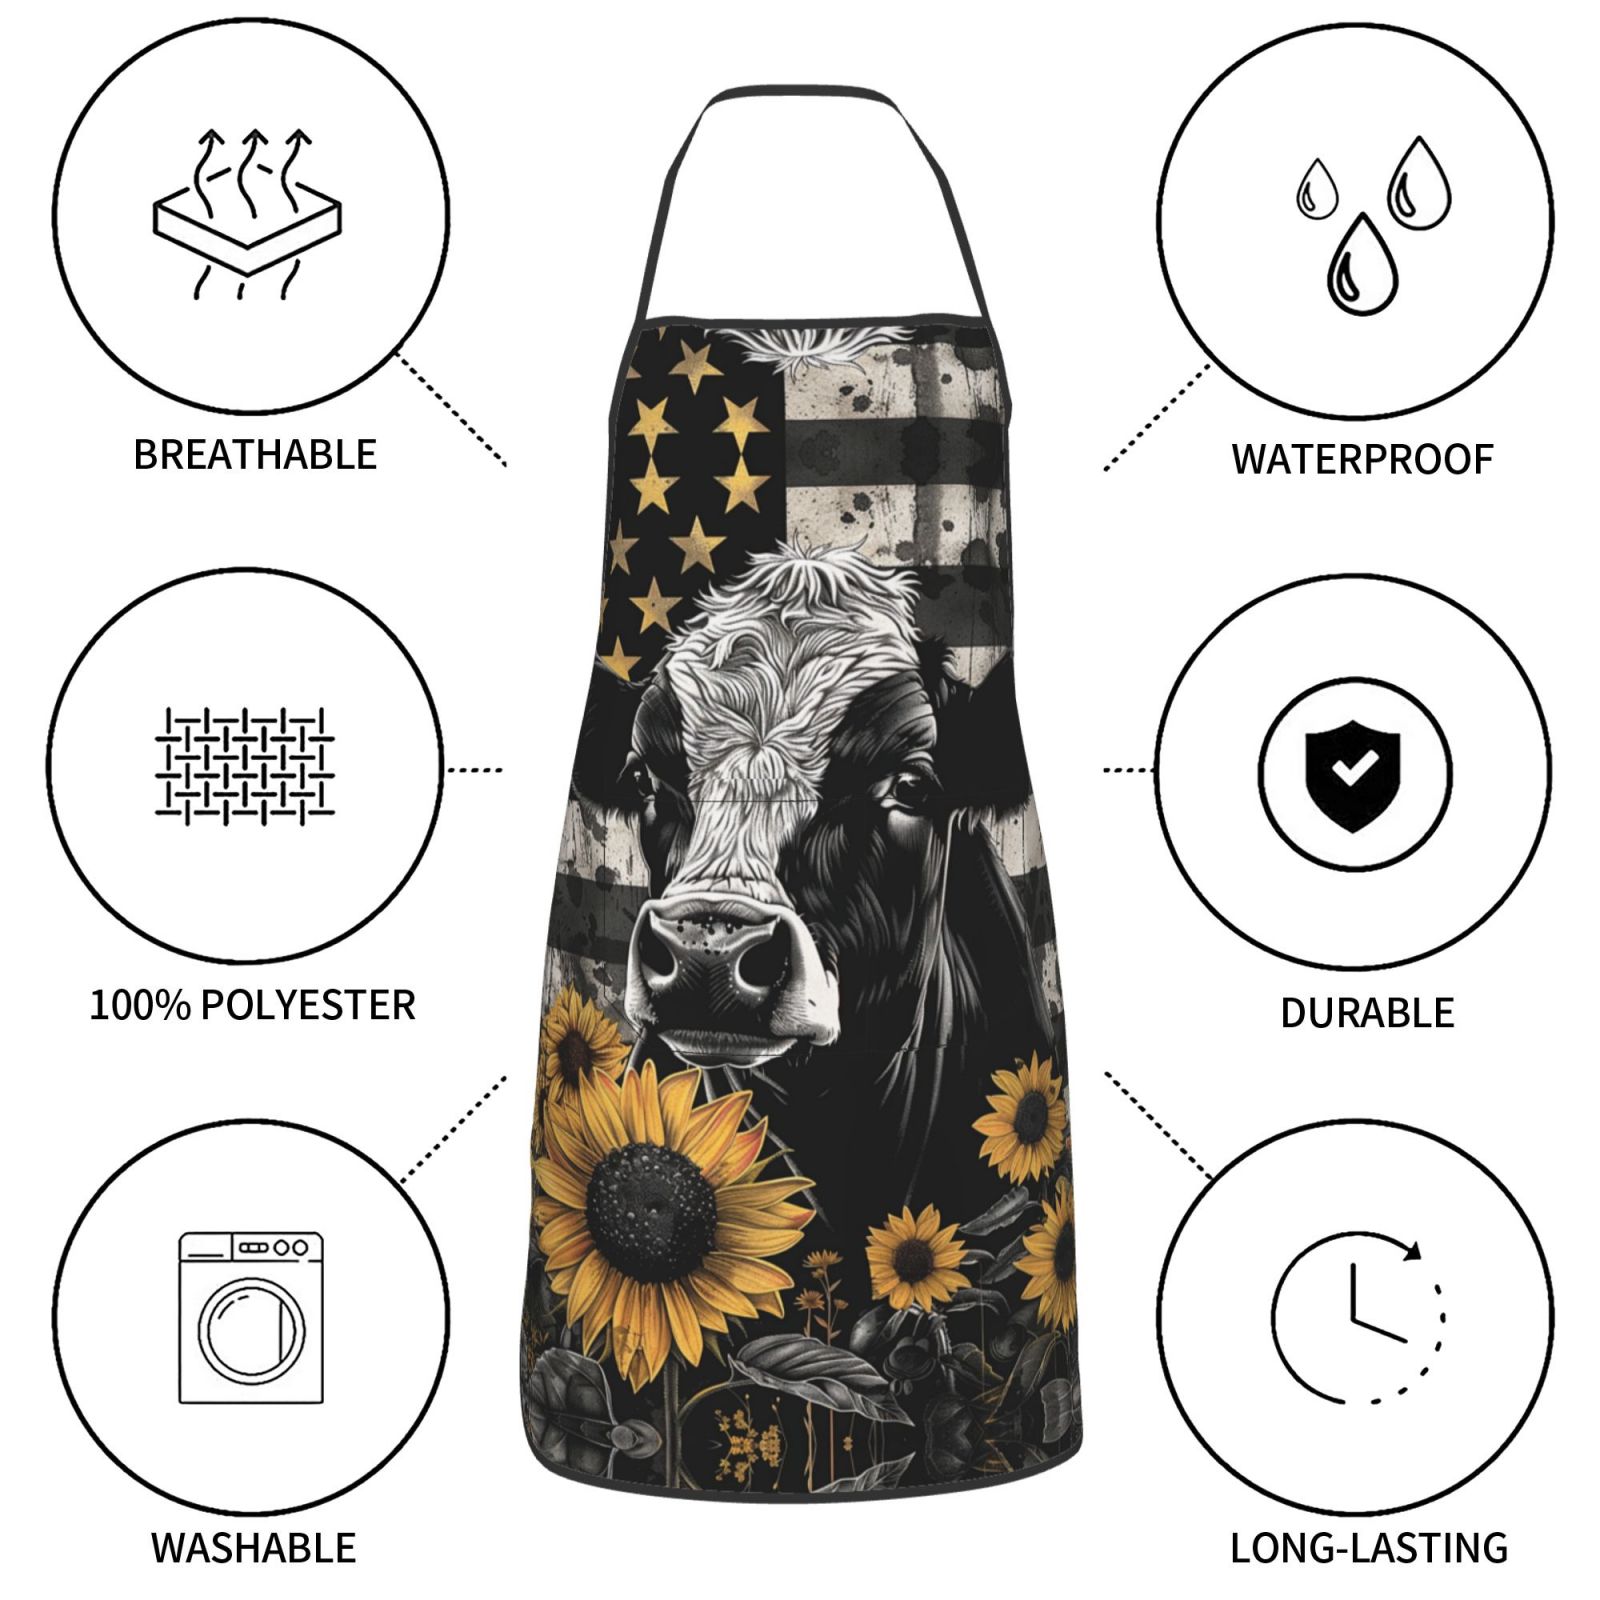 BREATHABLE
WATERPROOF
100% POLYESTER
DURABLE
WASHABLE
LONG-LASTING